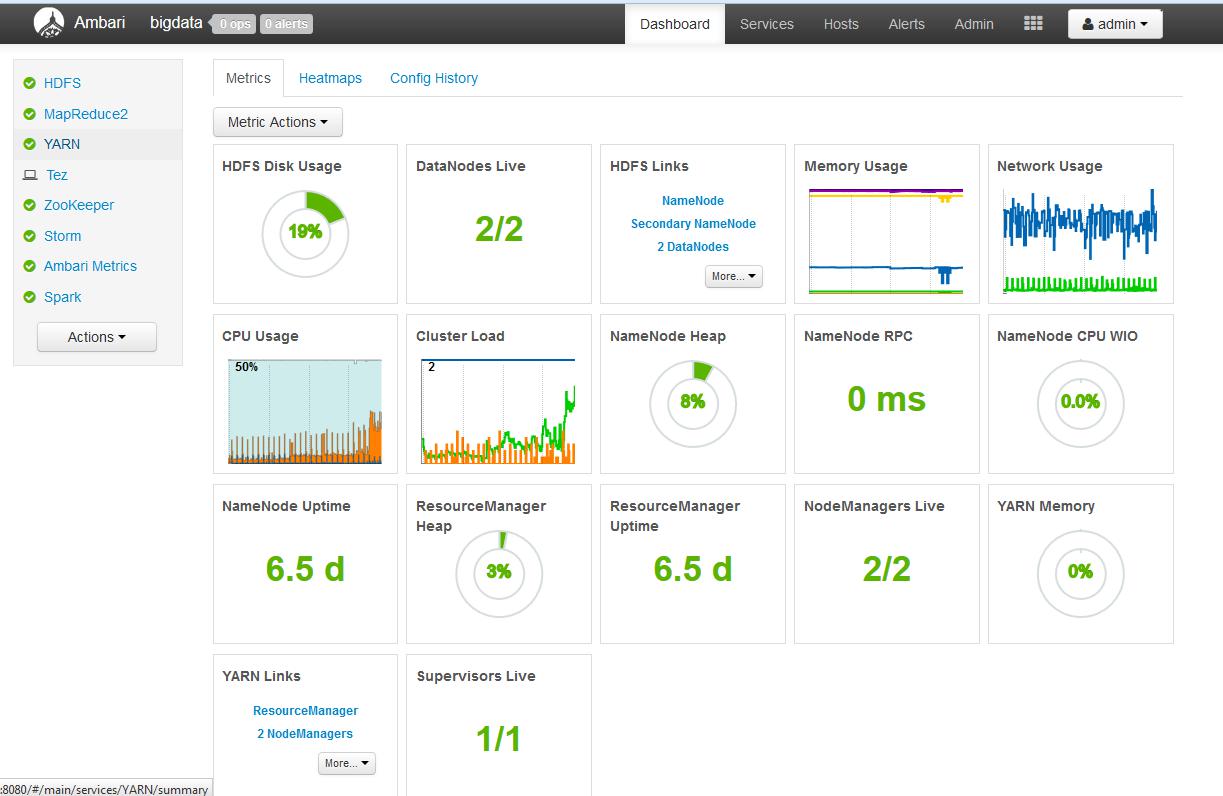 Ambari bigdata 0 ops 0 alerts Dashboard Services Hosts Alerts Admin admin
HDFS
MapReduce2
YARN
Tez
ZooKeeper
Storm
Ambari Metrics
Spark
Actions
Metrics Heatmaps Config History
Metric Actions
HDFS Disk Usage
19%
DataNodes Live
2/2
HDFS Links
NameNode
Secondary NameNode
2 DataNodes
More...
Memory Usage
Network Usage
CPU Usage
50%
Cluster Load
2
NameNode Heap
8%
NameNode RPC
0 ms
NameNode CPU WIO
0.0%
NameNode Uptime
6.5 d
ResourceManager
Heap
3%
ResourceManager
Uptime
6.5 d
NodeManagers Live
2/2
YARN Memory
0%
YARN Links
ResourceManager
2 NodeManagers
More...
Supervisors Live
1/1
:8080/#/main/services/YARN/summary